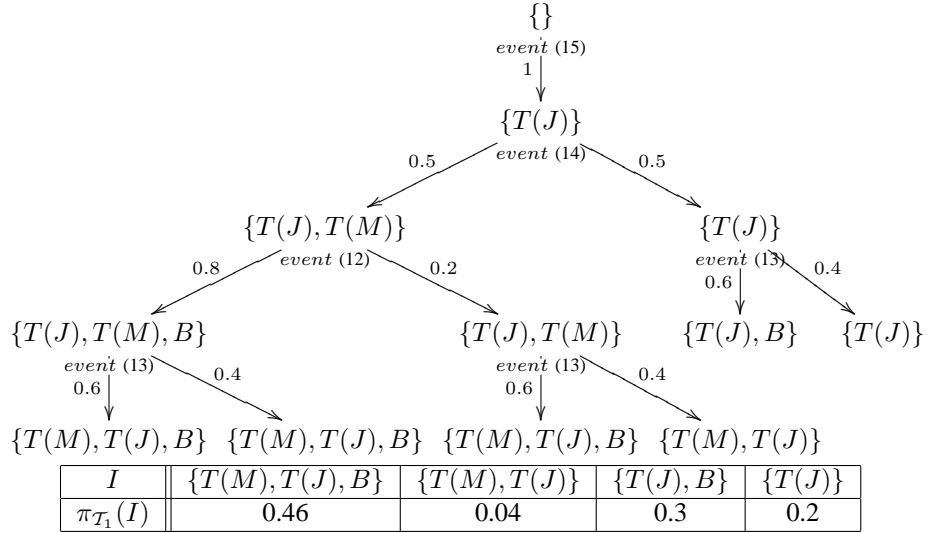 {}
event (15)
1
{T(J)}
event (14)
0.5 0.5
{T(J), T(M)} {T(J)}
event (12) event (13)
0.8 0.2 0.6 0.4
{T(J), T(M), B} {T(J), T(M)} {T(J), B} {T(J)}
event (13) event (13)
0.6 0.4 0.6 0.4
{T(M), T(J), B} {T(M), T(J), B} {T(M), T(J), B} {T(M), T(J)}
I {T(M), T(J), B} {T(M), T(J)} {T(J), B} {T(J)}
π_{𝒯₁}(I) 0.46 0.04 0.3 0.2